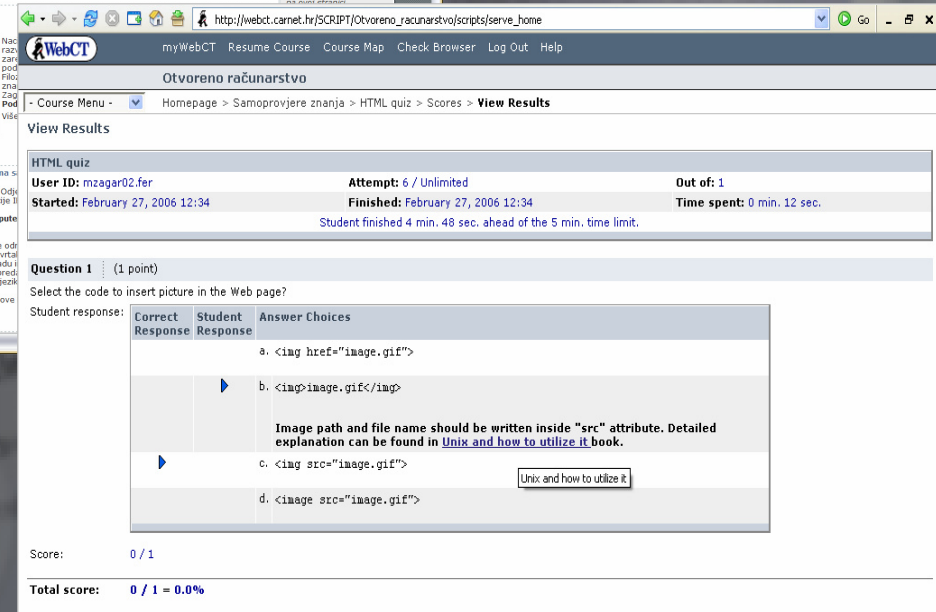 http://webct.carnet.hr/SCRIPT/Otvoreno_racunarstvo/scripts/serve_home Go
WebCT
myWebCT Resume Course Course Map Check Browser Log Out Help
Otvoreno računarstvo
- Course Menu - Homepage > Samoprovjere znanja > HTML quiz > Scores > View Results
View Results
HTML quiz
User ID: mzagar02.fer Attempt: 6 / Unlimited Out of: 1
Started: February 27, 2006 12:34 Finished: February 27, 2006 12:34 Time spent: 0 min. 12 sec.
Student finished 4 min. 48 sec. ahead of the 5 min. time limit.
Question 1 (1 point)
Select the code to insert picture in the Web page?
Student response:
Correct Response Student Response Answer Choices
a. <img href="image.gif">
b. <img>image.gif</img>
Image path and file name should be written inside "src" attribute. Detailed
explanation can be found in Unix and how to utilize it book.
c. <img src="image.gif">
Unix and how to utilize it
d. <image src="image.gif">
Score: 0 / 1
Total score: 0 / 1 = 0.0%